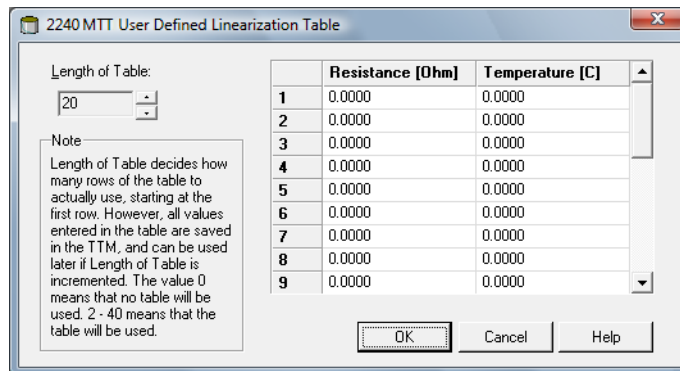 2240 MTT User Defined Linearization Table
Length of Table:
20
Note
Length of Table decides how
many rows of the table to
actually use, starting at the
first row. However, all values
entered in the table are saved
in the TTM, and can be used
later if Length of Table is
incremented. The value 0
means that no table will be
used. 2 - 40 means that the
table will be used.
Resistance [Ohm] Temperature [C]
1 0.0000 0.0000
2 0.0000 0.0000
3 0.0000 0.0000
4 0.0000 0.0000
5 0.0000 0.0000
6 0.0000 0.0000
7 0.0000 0.0000
8 0.0000 0.0000
9 0.0000 0.0000
OK Cancel Help